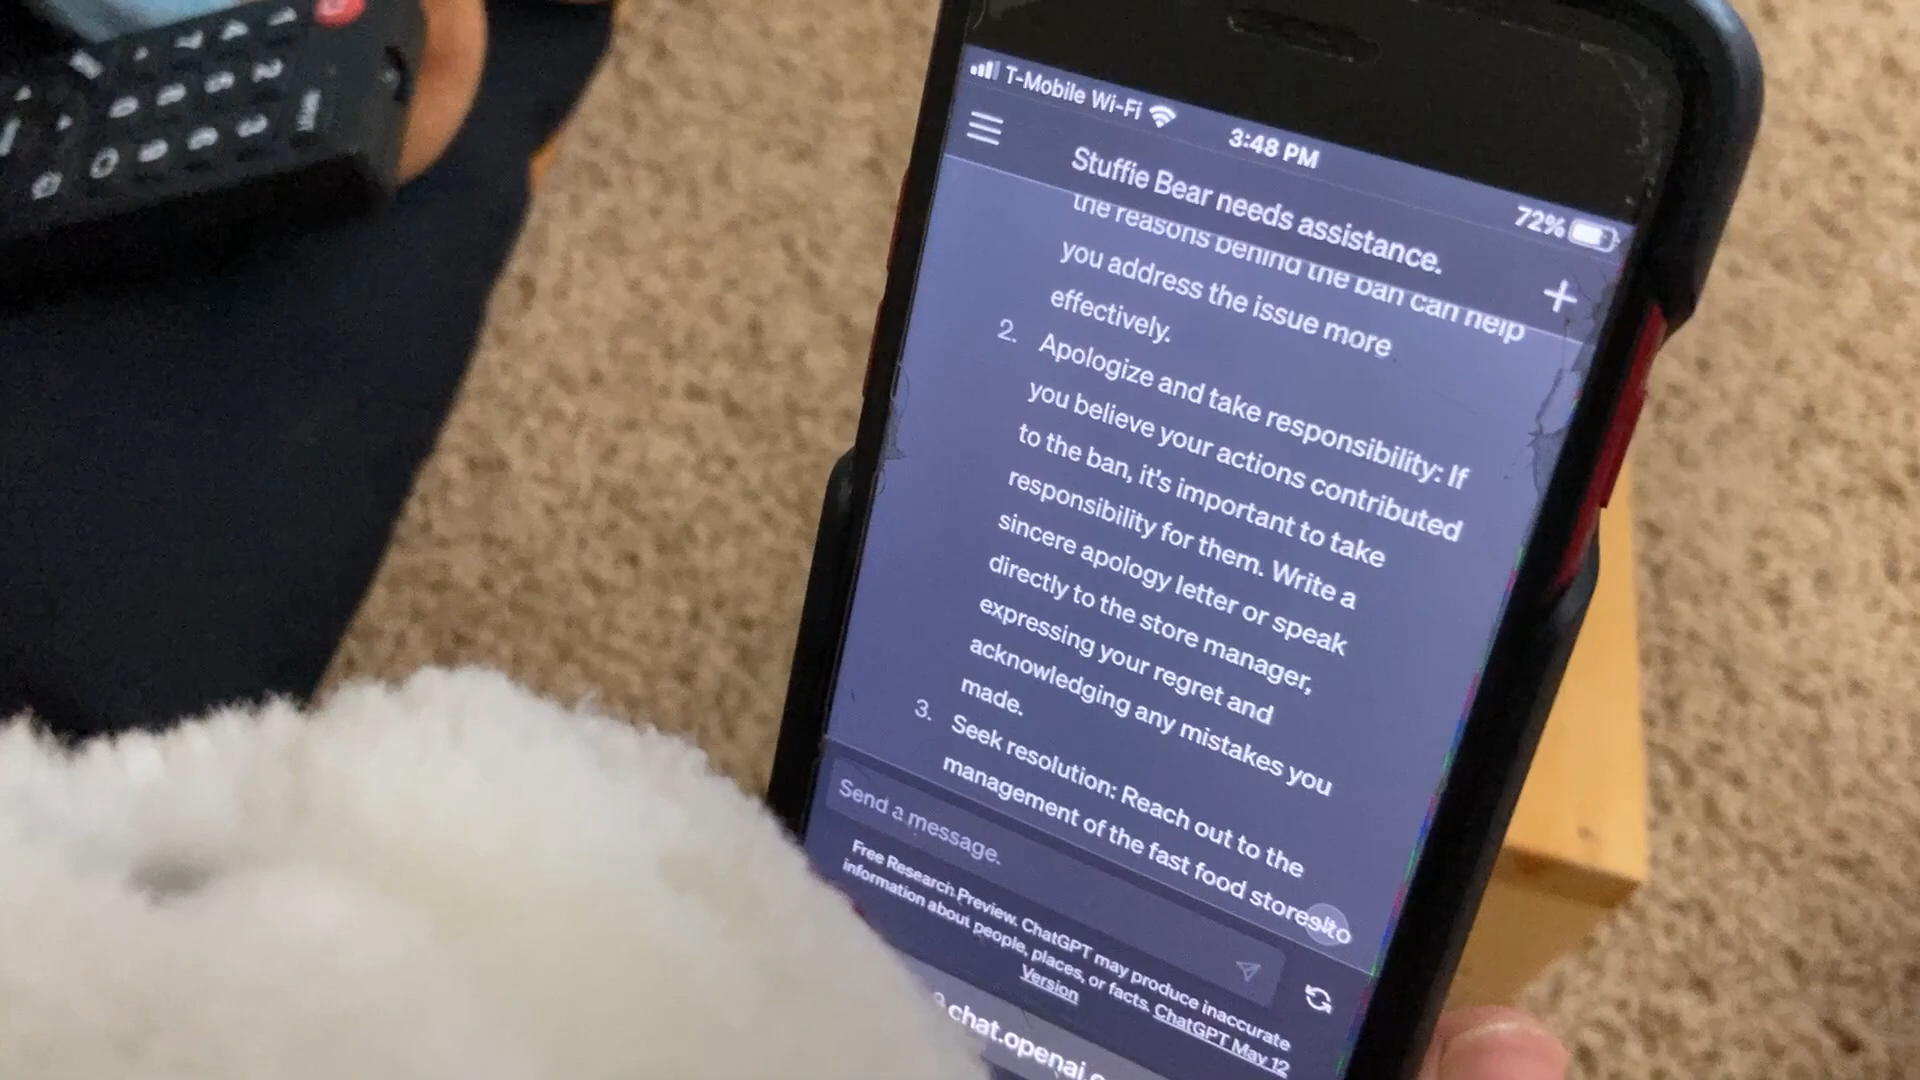 T-Mobile Wi-Fi 3:48 PM 72%
Stuffie Bear needs assistance.
the reasons behind the ban can help
you address the issue more
effectively.
2. Apologize and take responsibility: If
you believe your actions contributed
to the ban, it's important to take
responsibility for them. Write a
sincere apology letter or speak
directly to the store manager,
expressing your regret and
acknowledging any mistakes you
made.
3. Seek resolution: Reach out to the
management of the fast food stores to
Send a message.
Free Research Preview. ChatGPT may produce inaccurate
information about people, places, or facts. ChatGPT May 12
Version
chat.openai.c
1
2
3